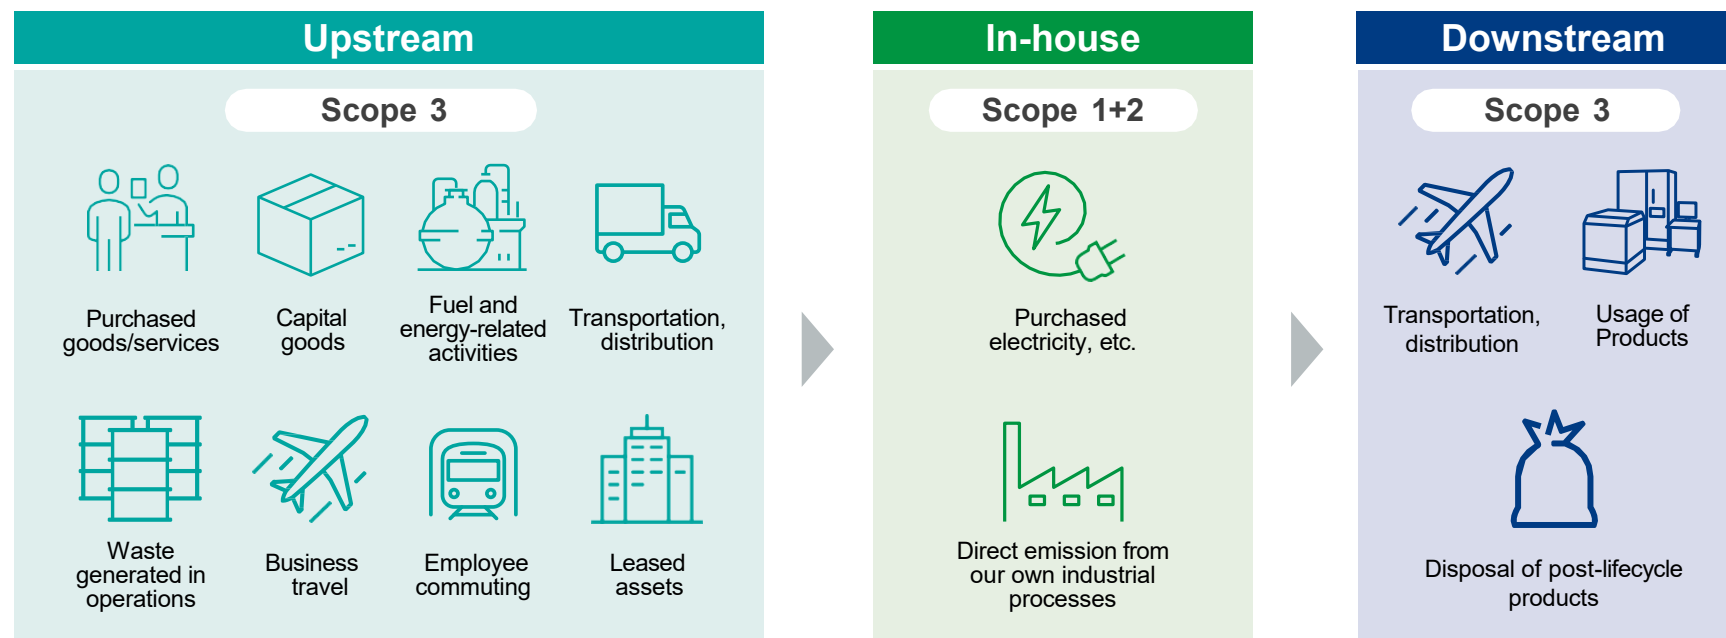 Upstream
Scope 3
Purchased
goods/services
Capital
goods
Fuel and
energy-related
activities
Transportation,
distribution
Waste
generated in
operations
Business
travel
Employee
commuting
Leased
assets
In-house
Scope 1+2
Purchased
electricity, etc.
Direct emission from
our own industrial
processes
Downstream
Scope 3
Transportation,
distribution
Usage of
Products
Disposal of post-lifecycle
products